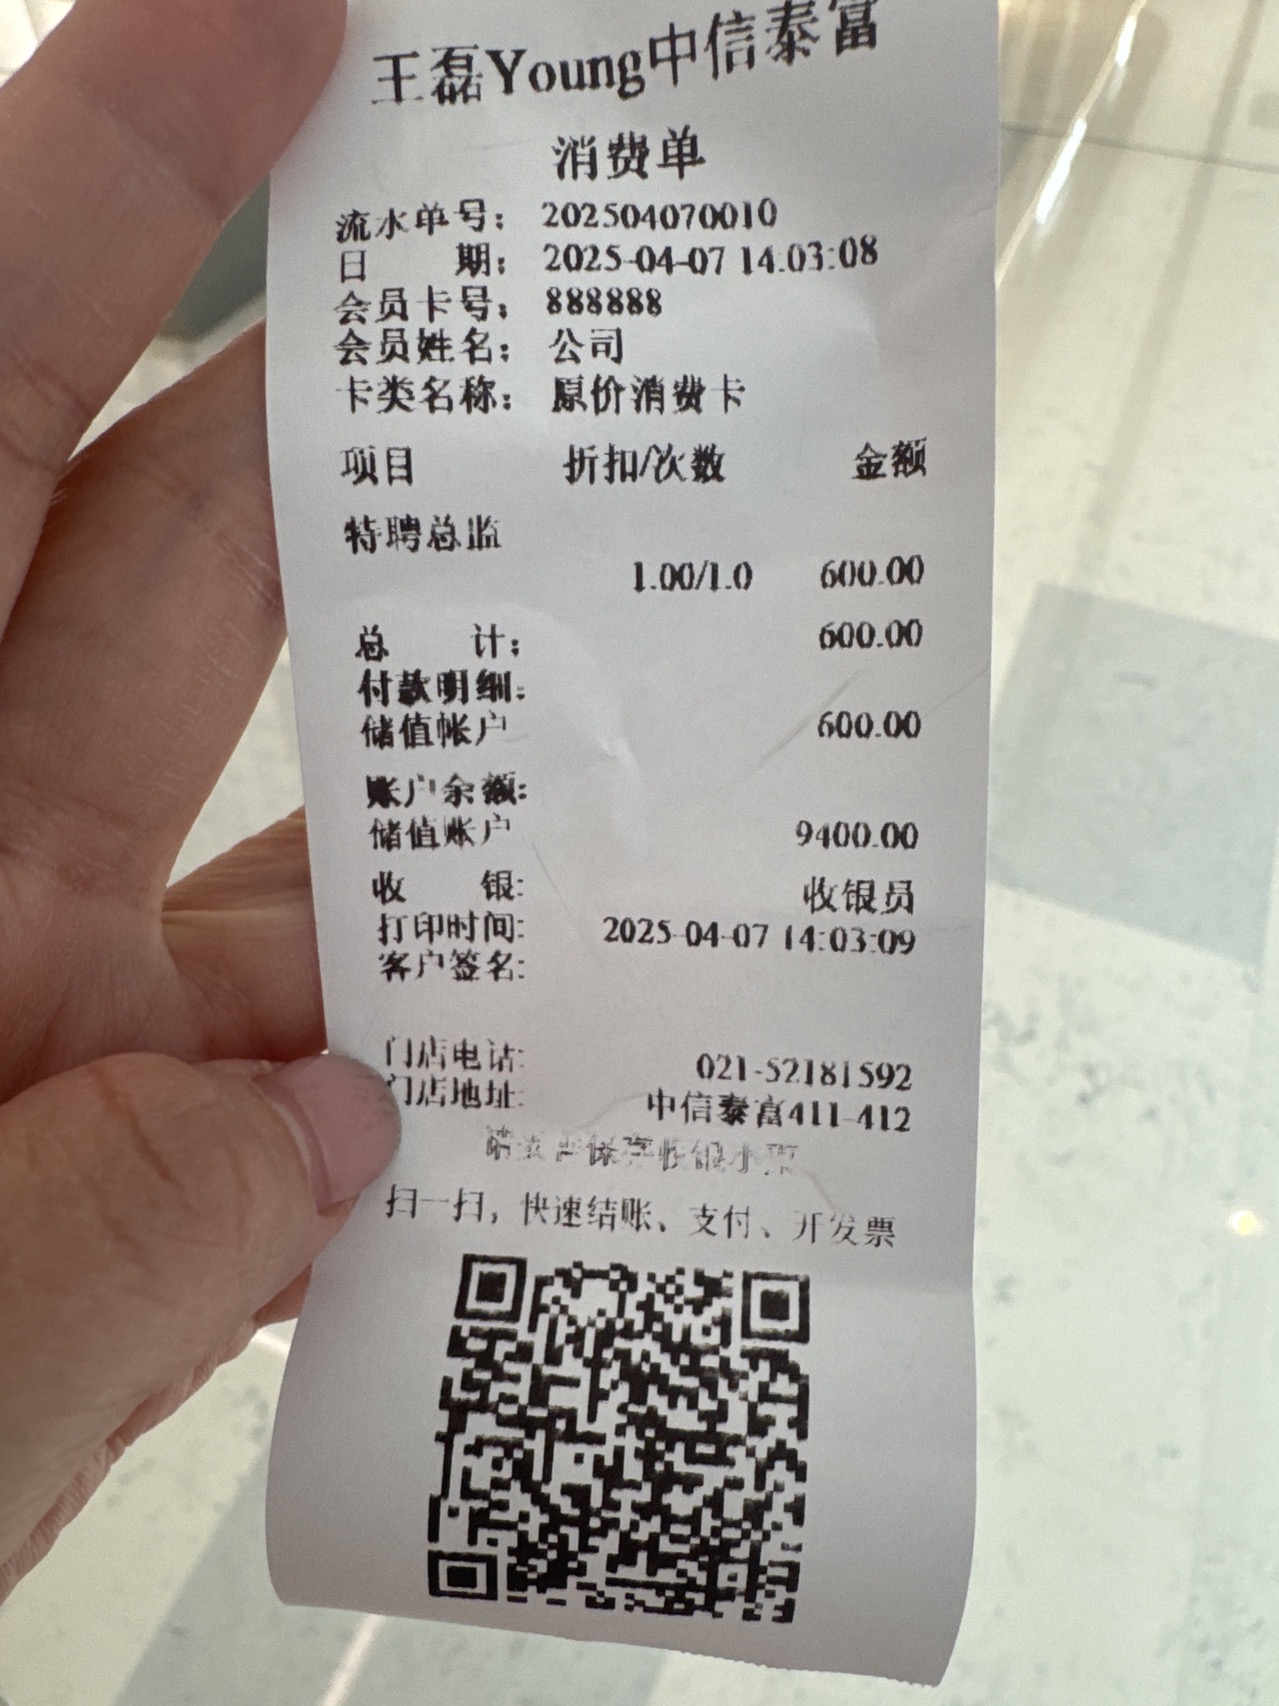 王磊Young中信泰富
消费单
流水单号： 202504070010
日 期： 2025-04-07 14:03:08
会员卡号： 888888
会员姓名： 公司
卡类名称： 原价消费卡
项目 折扣/次数 金额
特聘总监
1.00/1.0 600.00
总 计： 600.00
付款明细:
储值帐户 600.00
账户余额:
储值账户 9400.00
收 银: 收银员
打印时间: 2025-04-07 14:03:09
客户签名:
门店电话: 021-52181592
门店地址: 中信泰富411-412
保存收银小票
扫一扫，快速结账、支付、开发票